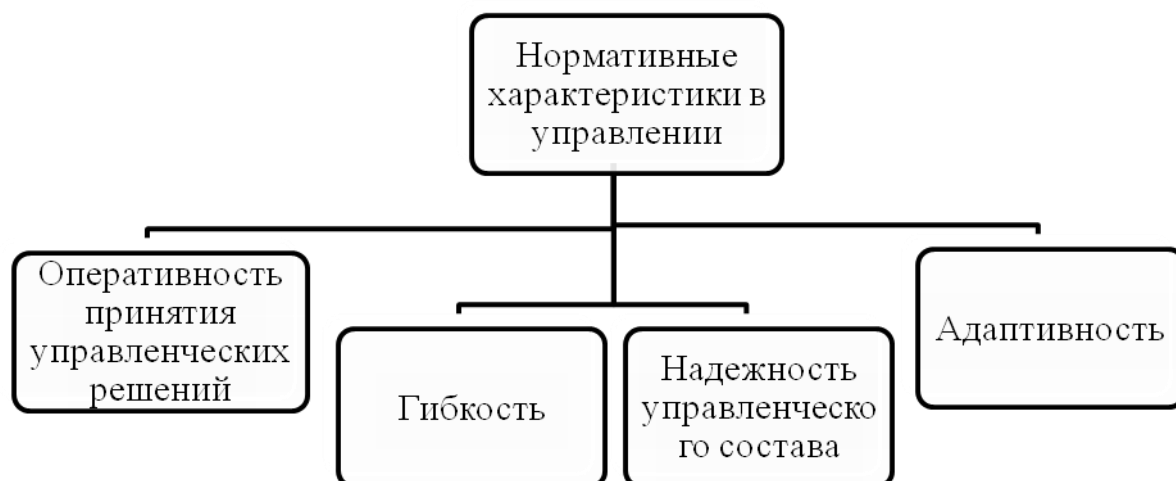 Нормативные
характеристики в
управлении
Оперативность
принятия
управленческих
решений
Гибкость
Надежность
управленческо
го состава
Адаптивность